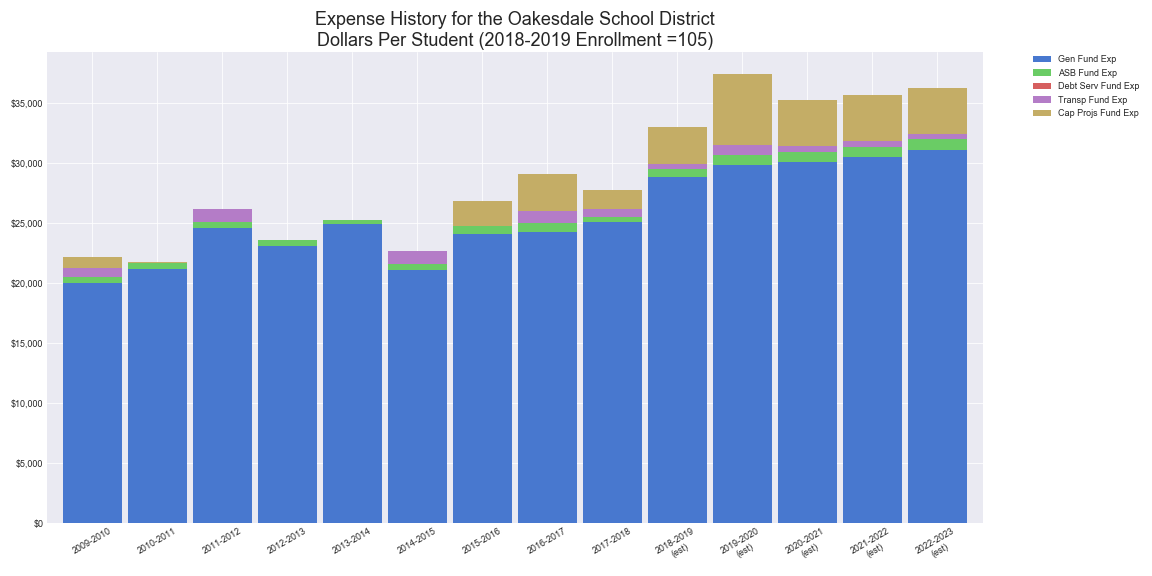 Expense History for the Oakesdale School District
Dollars Per Student (2018-2019 Enrollment =105)
Gen Fund Exp
ASB Fund Exp
Debt Serv Fund Exp
Transp Fund Exp
Cap Projs Fund Exp
$35,000
$30,000
$25,000
$20,000
$15,000
$10,000
$5,000
$0
2009-2010
2010-2011
2011-2012
2012-2013
2013-2014
2014-2015
2015-2016
2016-2017
2017-2018
2018-2019
(est)
2019-2020
(est)
2020-2021
(est)
2021-2022
(est)
2022-2023
(est)